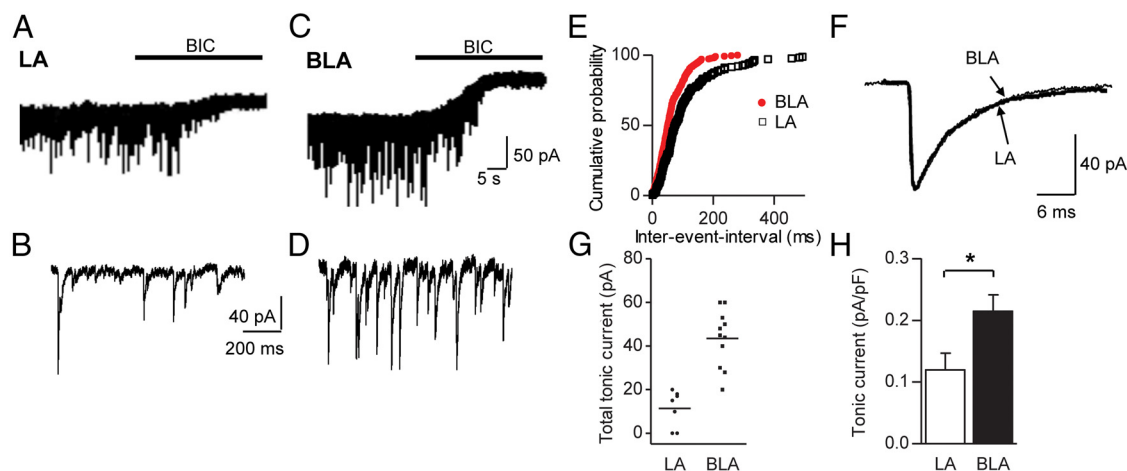 A
LA
BIC
C
BLA
BIC
50 pA
5 s
B
40 pA
200 ms
D
E
Cumulative probability
100
50
0
BLA
LA
0
200
400
Inter-event-interval (ms)
F
BLA
LA
40 pA
6 ms
G
Total tonic current (pA)
80
60
40
20
0
LA
BLA
H
Tonic current (pA/pF)
0.3
0.2
0.1
0.0
*
LA
BLA